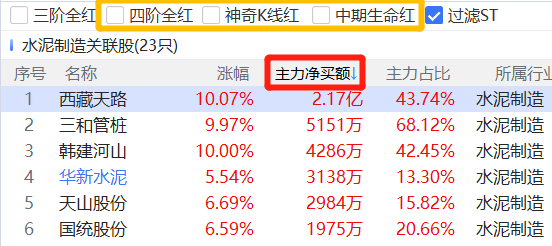 三阶全红 四阶全红 神奇K线红 中期生命红 过滤ST
水泥制造关联股(23只)
序号 名称 涨幅 主力净买额↓ 主力占比 所属行业
1 西藏天路 10.07% 2.17亿 43.74% 水泥制造
2 三和管桩 9.97% 5151万 68.12% 水泥制造
3 韩建河山 10.00% 4286万 42.45% 水泥制造
4 华新水泥 5.54% 3138万 13.30% 水泥制造
5 天山股份 6.69% 2984万 15.82% 水泥制造
6 国统股份 6.59% 1975万 20.66% 水泥制造